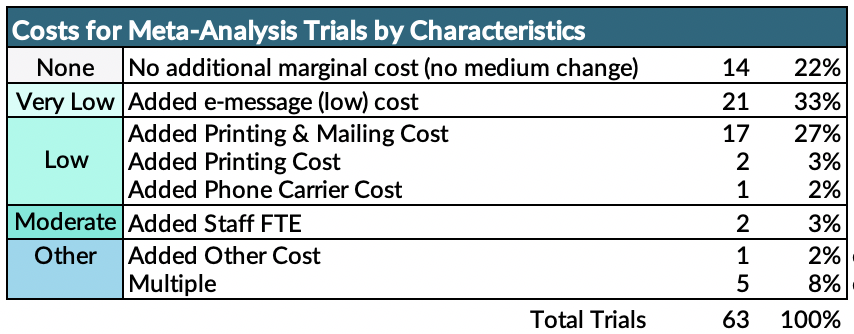 Costs for Meta-Analysis Trials by Characteristics
None No additional marginal cost (no medium change) 14 22%
Very Low Added e-message (low) cost 21 33%
Added Printing & Mailing Cost 17 27%
Low Added Printing Cost 2 3%
Added Phone Carrier Cost 1 2%
Moderate Added Staff FTE 2 3%
Other Added Other Cost 1 2%
Multiple 5 8%
Total Trials 63 100%